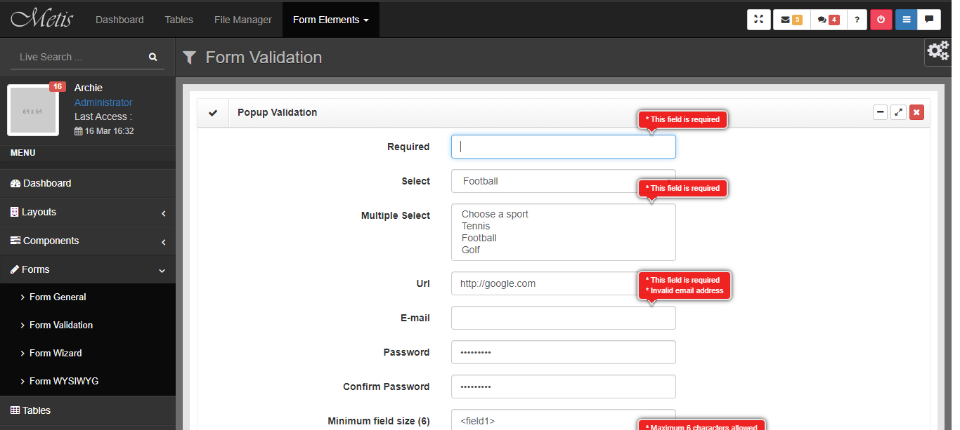 Metis Dashboard Tables File Manager Form Elements 5 4 ?
Live Search ...
Form Validation
16
Archie
Administrator
Last Access :
16 Mar 16:32
64 x 64
MENU
Dashboard
Layouts
Components
Forms
Form General
Form Validation
Form Wizard
Form WYSIWYG
Tables
Popup Validation
* This field is required
Required
Select Football
* This field is required
Multiple Select Choose a sport
Tennis
Football
Golf
Url http://google.com
* This field is required
* Invalid email address
E-mail
Password •••••••••
Confirm Password •••••••••
Minimum field size (6) <field1>
* Maximum 6 characters allowed